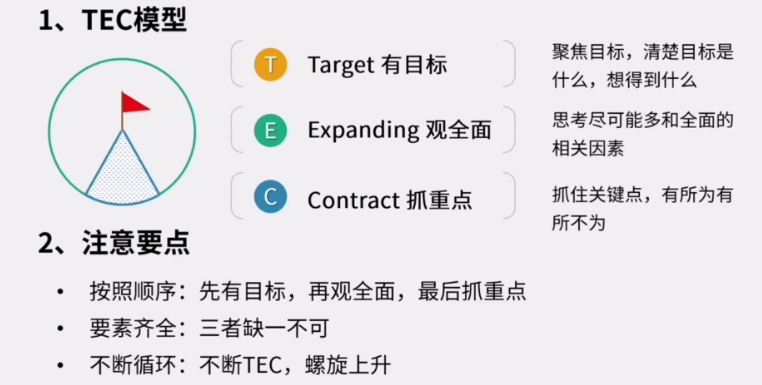 1、TEC模型
T Target 有目标
聚焦目标，清楚目标是
什么，想得到什么
E Expanding 观全面
思考尽可能多和全面的
相关因素
C Contract 抓重点
抓住关键点，有所为有
所不为
2、注意要点
• 按照顺序：先有目标，再观全面，最后抓重点
• 要素齐全：三者缺一不可
• 不断循环：不断TEC，螺旋上升